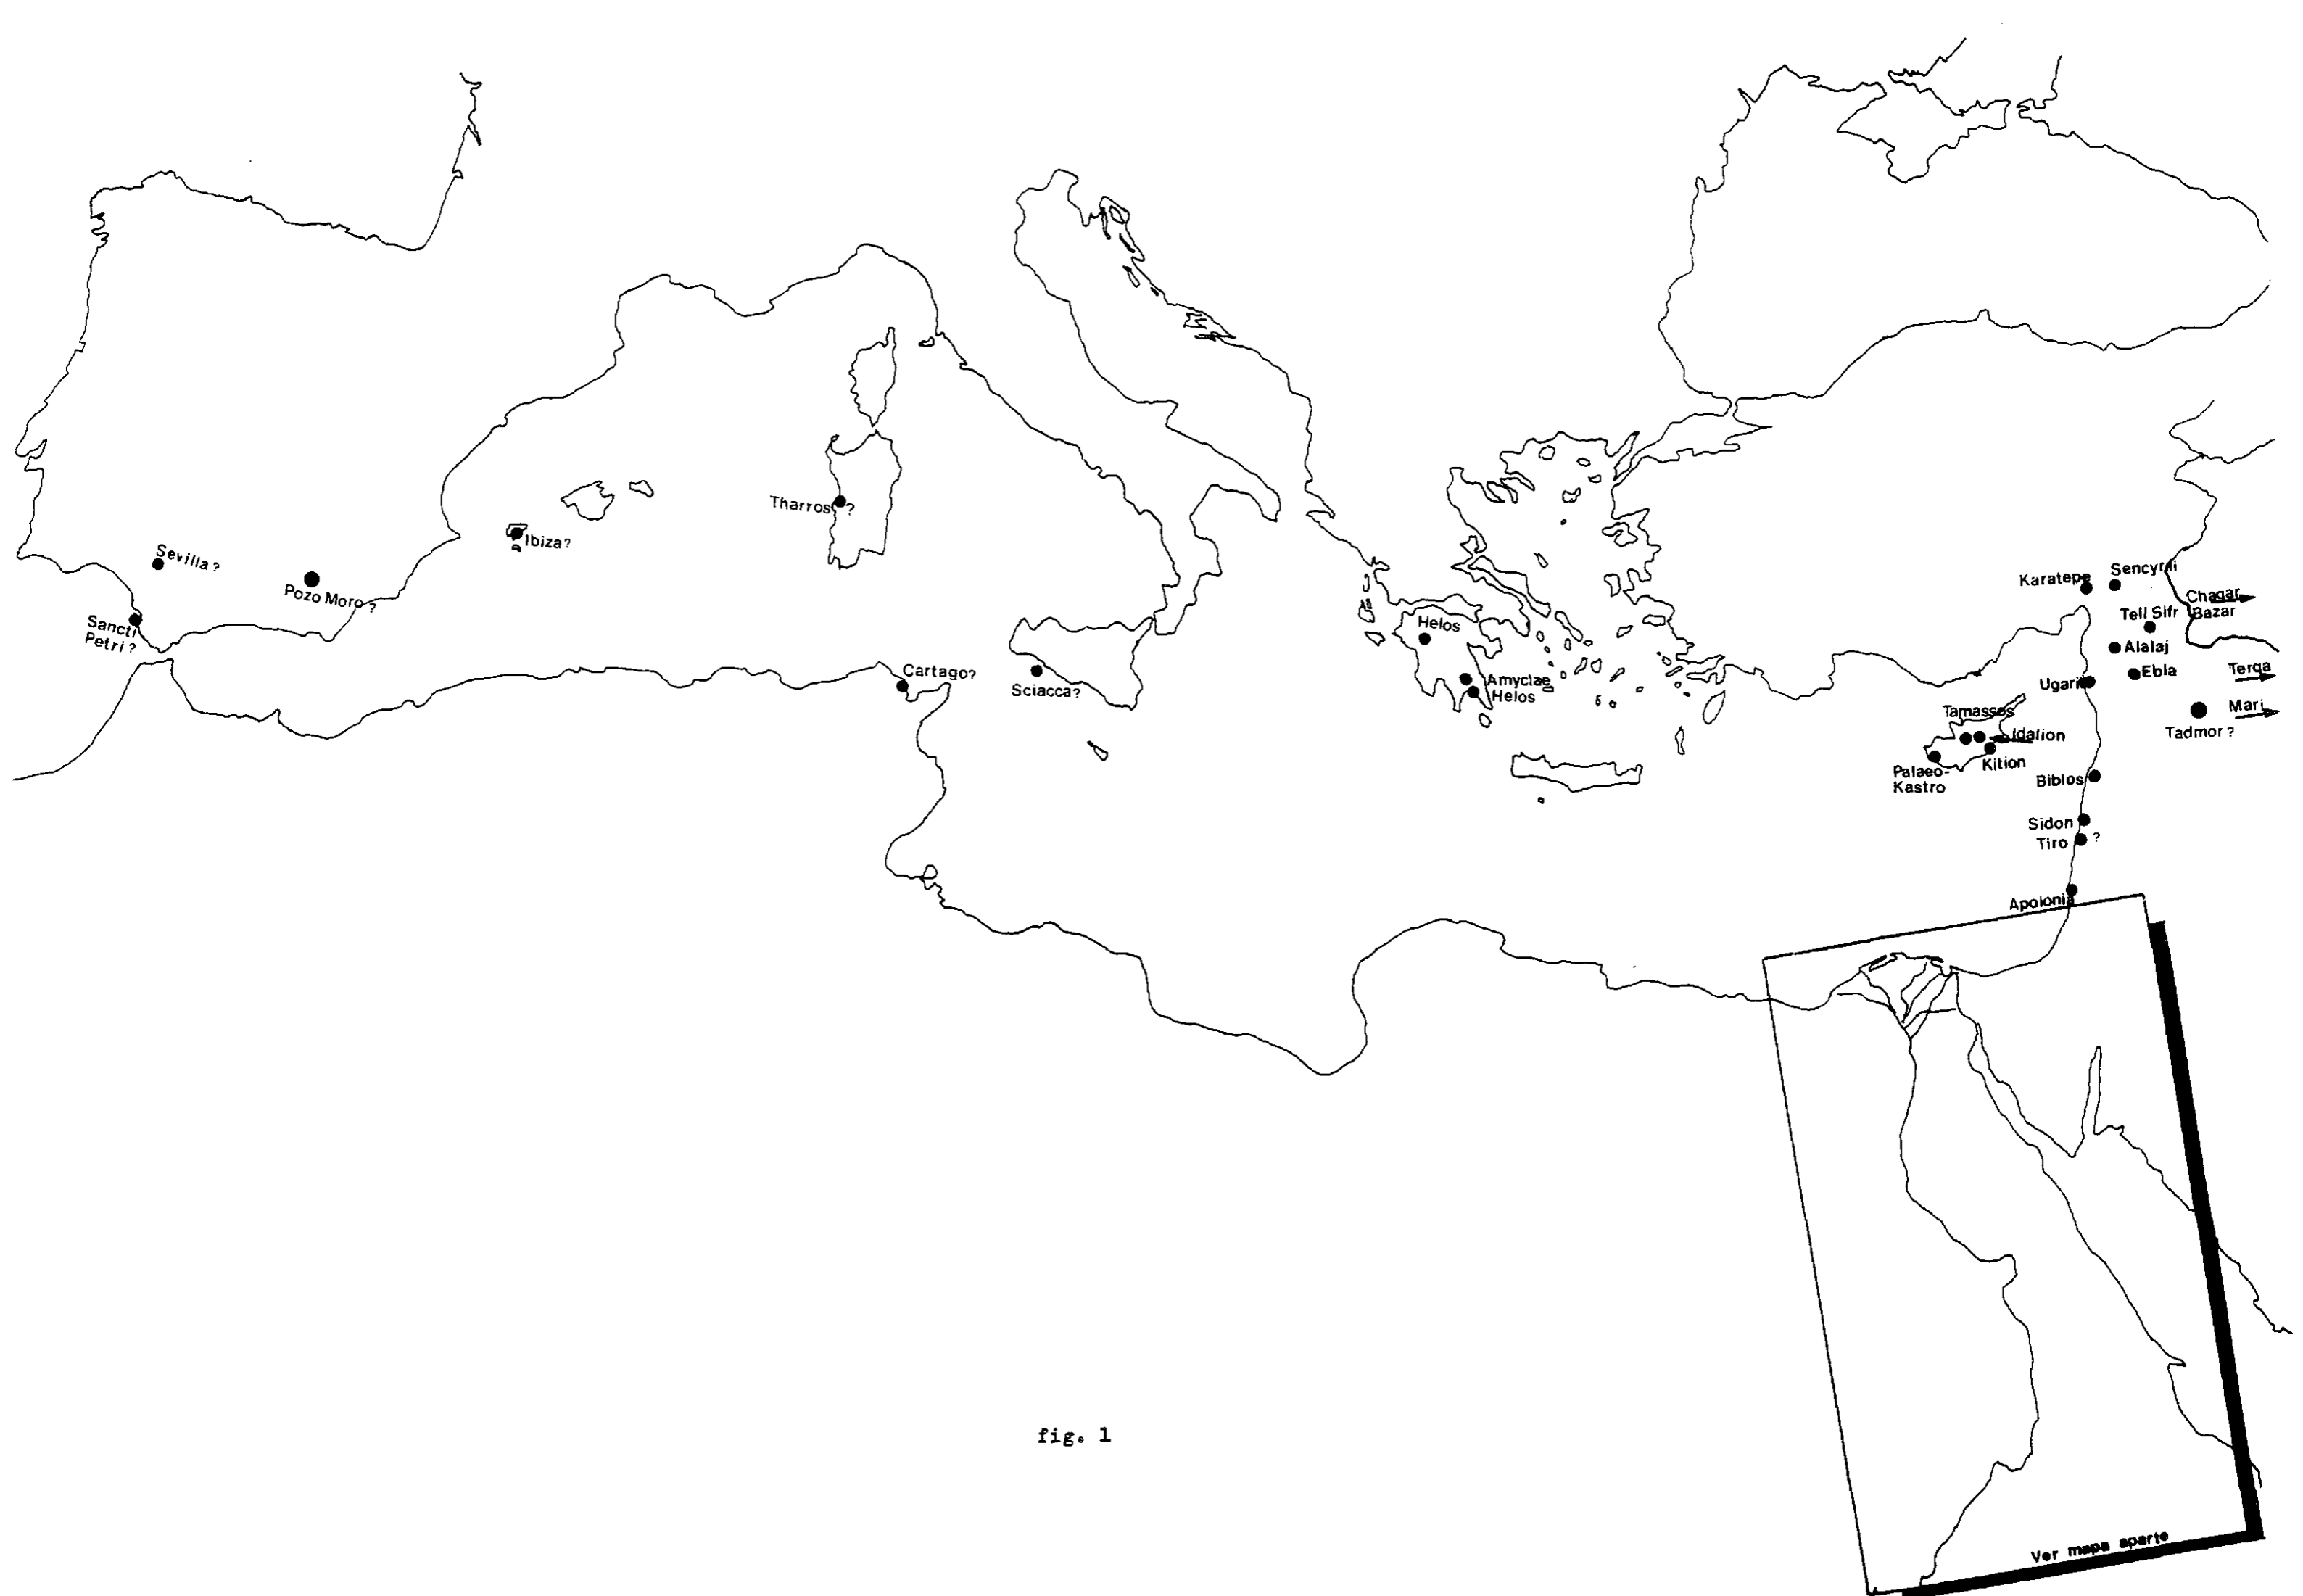 Tharros ?
Ibiza?
Sevilla ?
Pozo Moro ?
Sancti
Petri ?
Cartago?
Sciacca?
Helos
Amyclae
Helos
Karatepe
Sencyrli
Chagar
Bazar
Tell Sifr
Alalaj
Ebla
Terqa
Ugarit
Mari
Tadmor ?
Tamassos
Idalion
Kition
Palaeo-
Kastro
Biblos
Sidon
Tiro ?
Apolonia
fig. 1
Ver mapa aparte